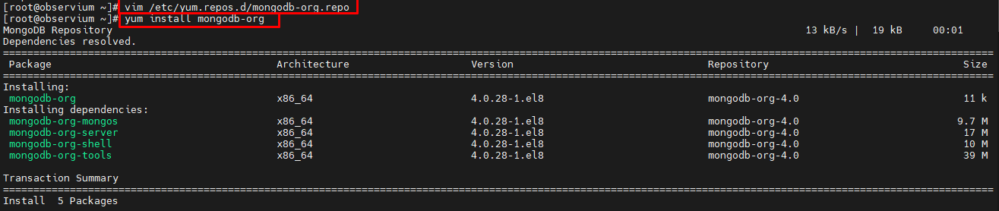 [root@observium ~]# vim /etc/yum.repos.d/mongodb-org.repo
[root@observium ~]# yum install mongodb-org
MongoDB Repository 13 kB/s | 19 kB 00:01
Dependencies resolved.
================================================================================
Package Architecture Version Repository Size
================================================================================
Installing:
mongodb-org x86_64 4.0.28-1.el8 mongodb-org-4.0 11 k
Installing dependencies:
mongodb-org-mongos x86_64 4.0.28-1.el8 mongodb-org-4.0 9.7 M
mongodb-org-server x86_64 4.0.28-1.el8 mongodb-org-4.0 17 M
mongodb-org-shell x86_64 4.0.28-1.el8 mongodb-org-4.0 10 M
mongodb-org-tools x86_64 4.0.28-1.el8 mongodb-org-4.0 39 M
Transaction Summary
================================================================================
Install 5 Packages